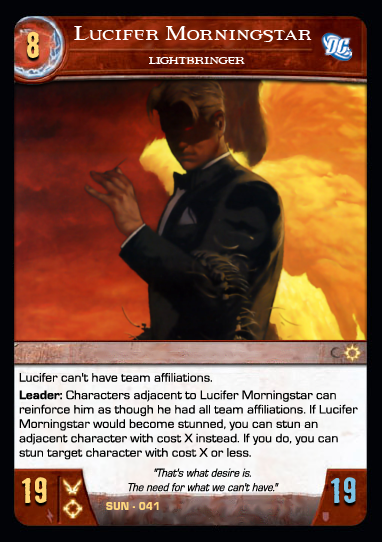 8
Lucifer Morningstar
Lightbringer
DC
Lucifer can't have team affiliations.
Leader: Characters adjacent to Lucifer Morningstar can
reinforce him as though he had all team affiliations. If Lucifer
Morningstar would become stunned, you can stun an
adjacent character with cost X instead. If you do, you can
stun target character with cost X or less.
"That's what desire is.
The need for what we can't have."
19
SUN - 041
19